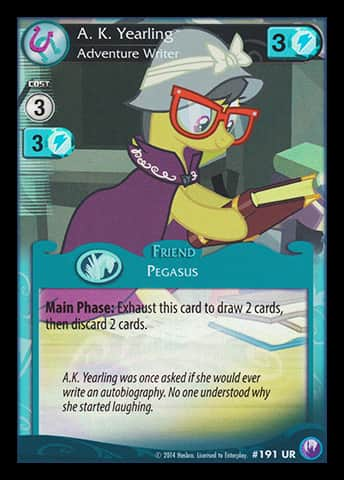 A. K. Yearling
Adventure Writer
3
COST
3
3
FRIEND
PEGASUS
Main Phase: Exhaust this card to draw 2 cards,
then discard 2 cards.
A.K. Yearling was once asked if she would ever
write an autobiography. No one understood why
she started laughing.
© 2014 Hasbro. Licensed to Enterplay. #191 UR